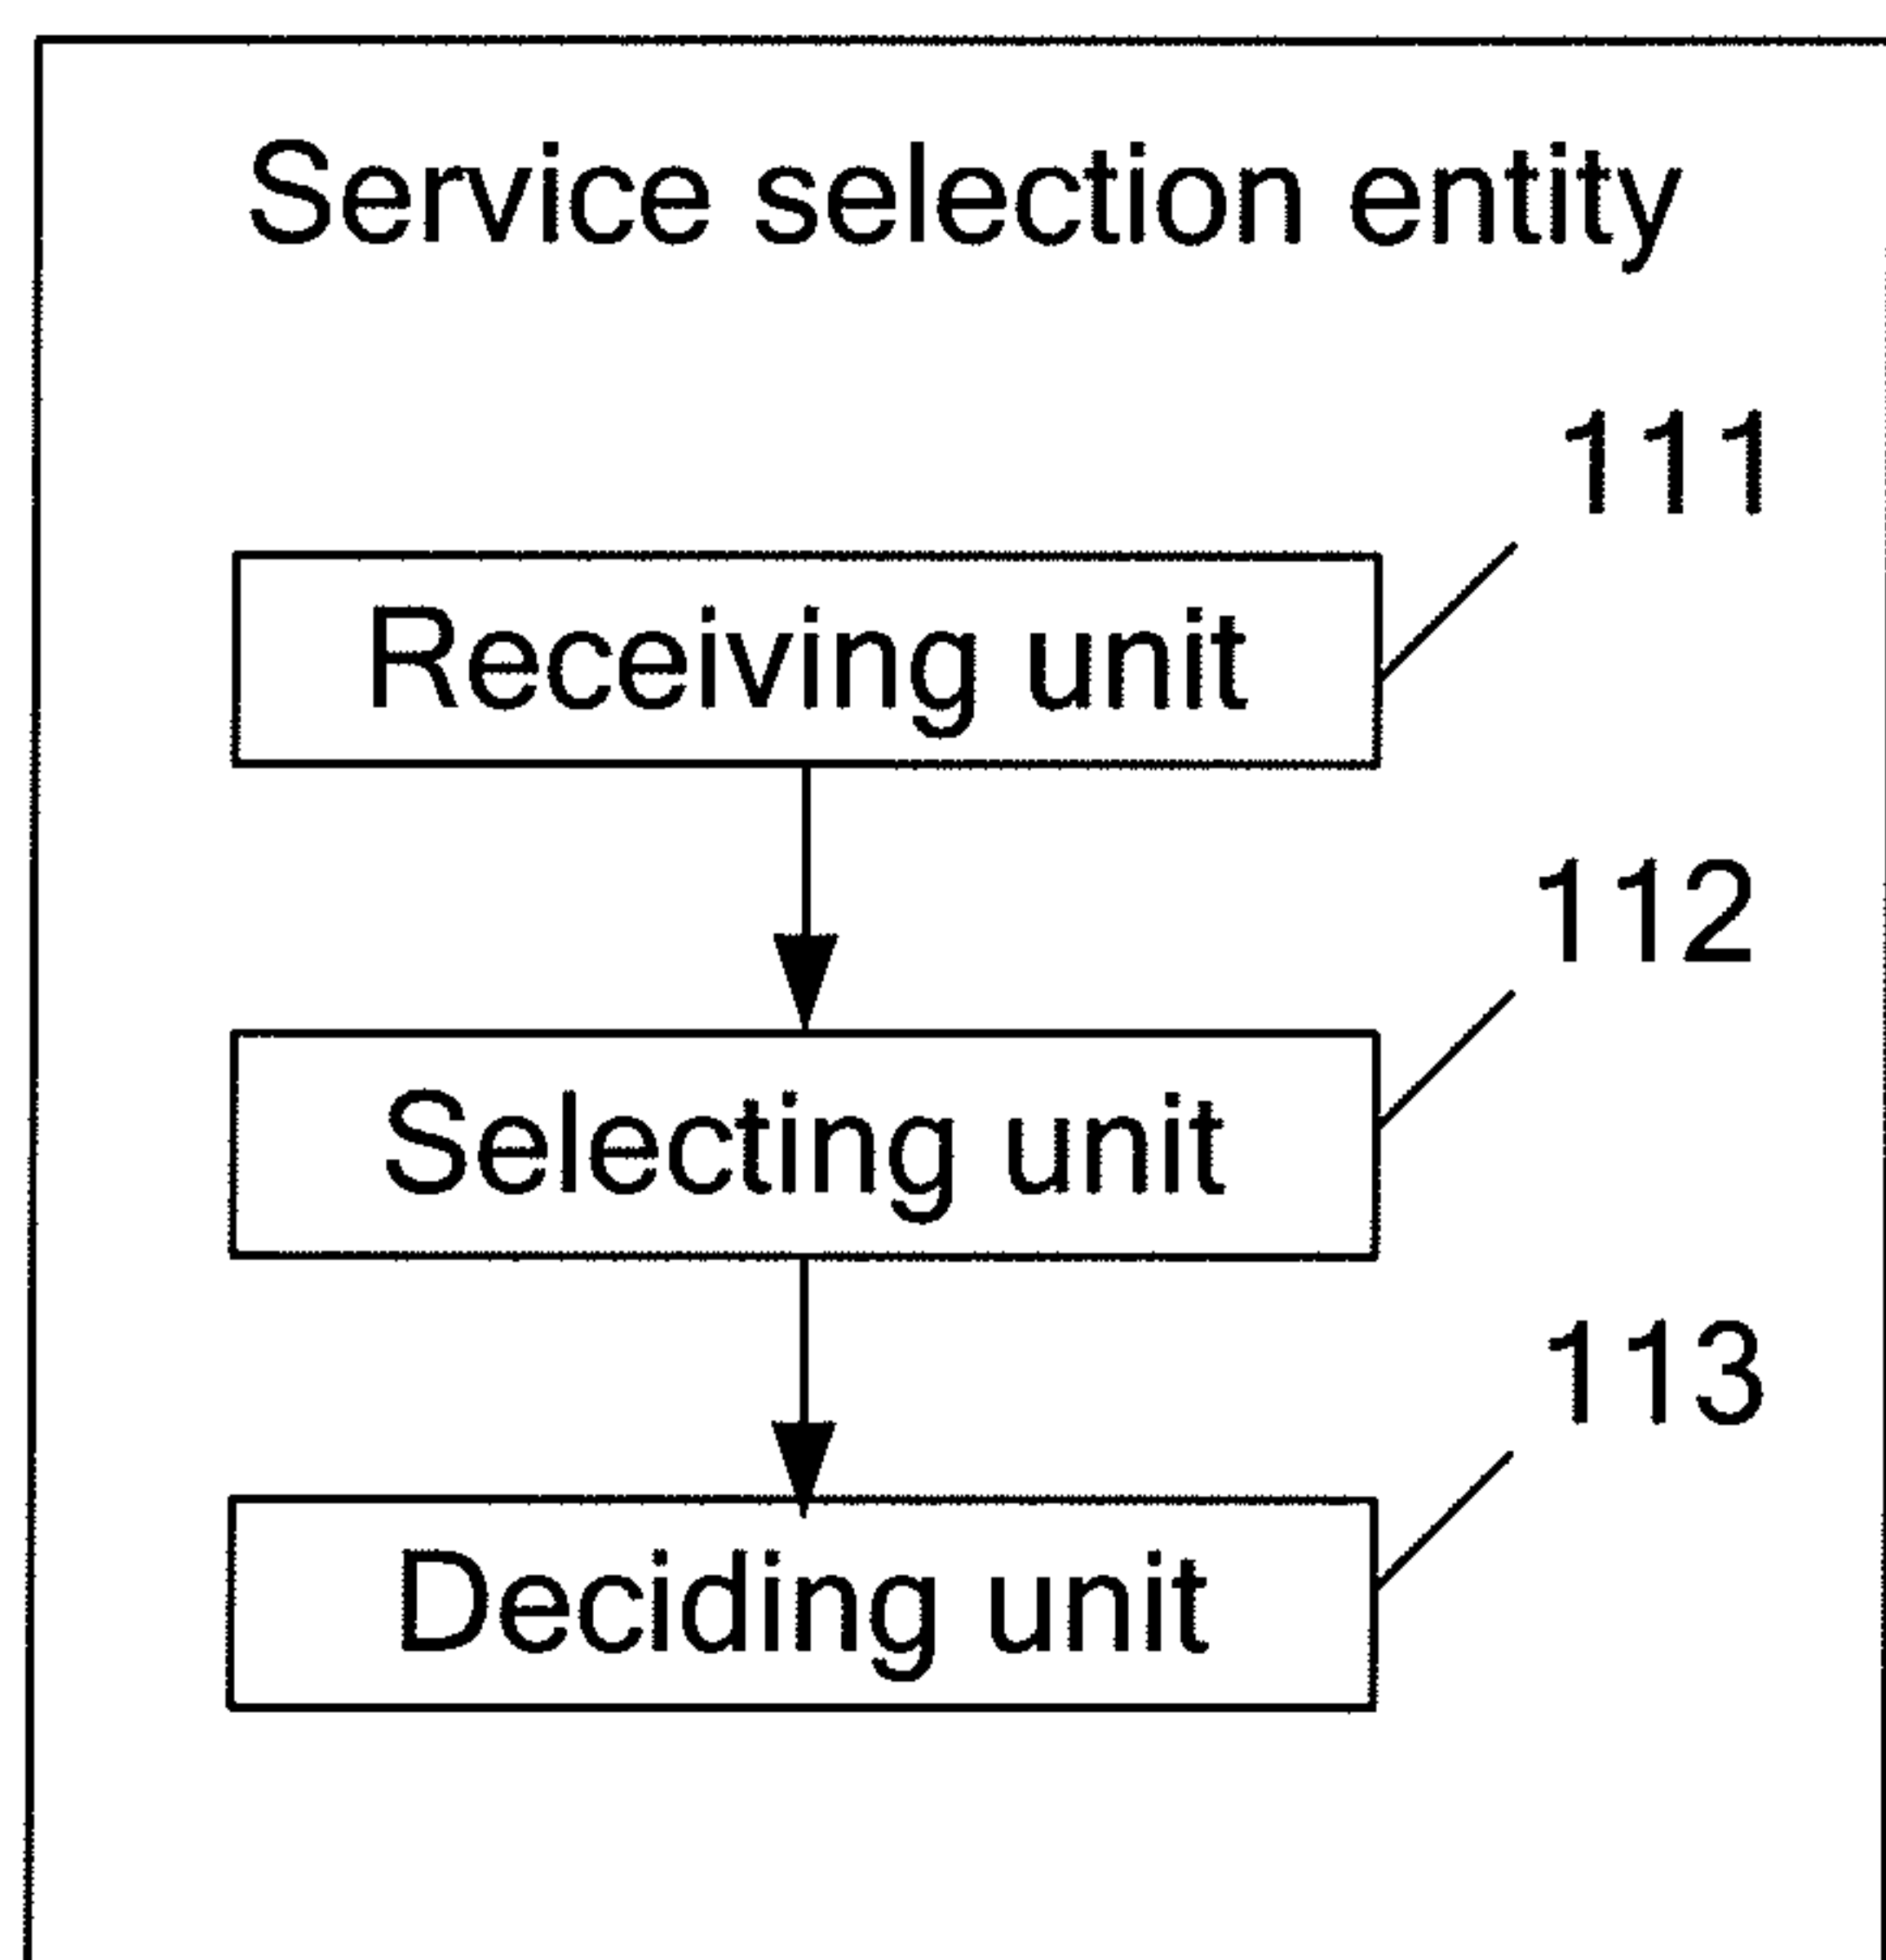 Service selection entity
111
Receiving unit
112
Selecting unit
113
Deciding unit